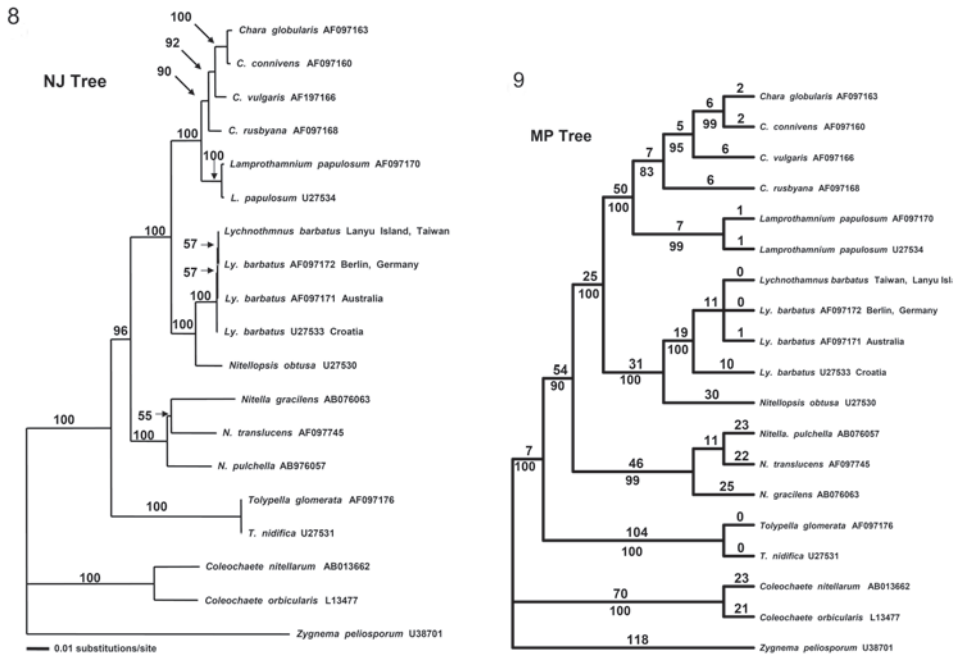 8
NJ Tree
100
92
90
Chara globularis AF097163
C. connivens AF097160
C. vulgaris AF197166
C. rusbyana AF097168
100
100
Lamprothamnium papulosum AF097170
L. papulosum U27534
100
57
57
Lychnothmnus barbatus Lanyu Island, Taiwan
Ly. barbatus AF097172 Berlin, Germany
100
Ly. barbatus AF097171 Australia
Ly. barbatus U27533 Croatia
96
100
Nitellopsis obtusa U27530
55
Nitella gracilens AB076063
100
100
N. translucens AF097745
N. pulchella AB976057
100
Tolypella glomerata AF097176
T. nidifica U27531
100
Coleochaete nitellarum AB013662
Coleochaete orbicularis L13477
Zygnema peliosporum U38701
0.01 substitutions/site
9
MP Tree
2
Chara globularis AF097163
6
99
2
C. connivens AF097160
5
95
6
C. vulgaris AF097166
7
83
6
C. rusbyana AF097168
50
100
1
Lamprothamnium papulosum AF097170
7
99
1
Lamprothamnium papulosum U27534
25
100
0
Lychnothamnus barbatus Taiwan, Lanyu Isl
11
0
Ly. barbatus AF097172 Berlin, Germany
19
100
1
Ly. barbatus AF097171 Australia
54
90
31
100
10
Ly. barbatus U27533 Croatia
30
Nitellopsis obtusa U27530
23
Nitella. pulchella AB076057
11
7
100
46
99
22
N. translucens AF097745
25
N. gracilens AB076063
0
Tolypella glomerata AF097176
104
100
0
T. nidifica U27531
23
Coleochaete nitellarum AB013662
70
100
21
Coleochaete orbicularis L13477
118
Zygnema peliosporum U38701